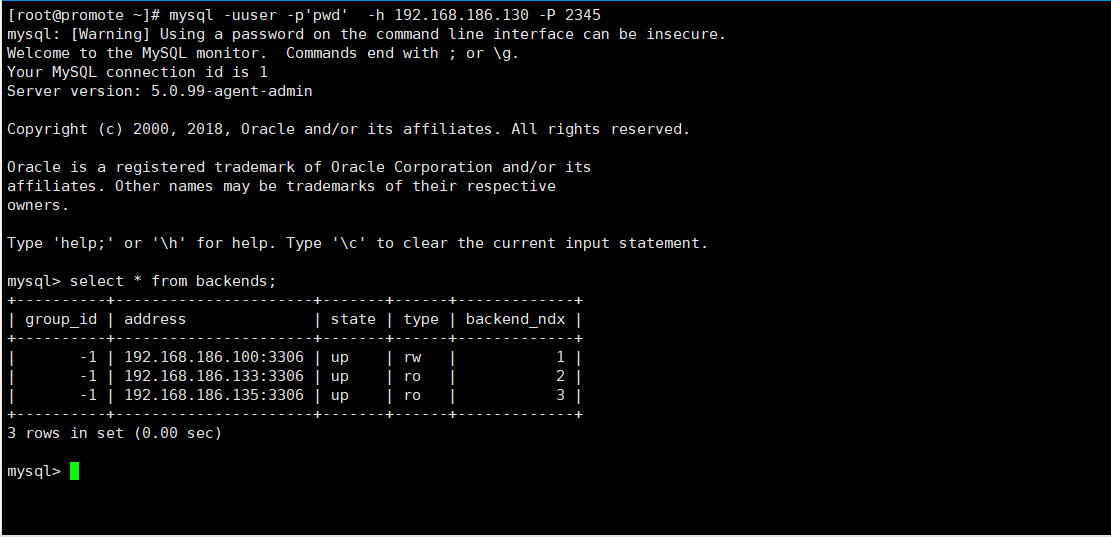 [root@promote ~]# mysql -uuser -p'pwd'  -h 192.168.186.130 -P 2345
mysql: [Warning] Using a password on the command line interface can be insecure.
Welcome to the MySQL monitor.  Commands end with ; or \g.
Your MySQL connection id is 1
Server version: 5.0.99-agent-admin

Copyright (c) 2000, 2018, Oracle and/or its affiliates. All rights reserved.

Oracle is a registered trademark of Oracle Corporation and/or its
affiliates. Other names may be trademarks of their respective
owners.

Type 'help;' or '\h' for help. Type '\c' to clear the current input statement.

mysql> select * from backends;
+----------+----------------------+-------+------+-------------+
| group_id | address              | state | type | backend_ndx |
+----------+----------------------+-------+------+-------------+
|       -1 | 192.168.186.100:3306 | up    | rw   |           1 |
|       -1 | 192.168.186.133:3306 | up    | ro   |           2 |
|       -1 | 192.168.186.135:3306 | up    | ro   |           3 |
+----------+----------------------+-------+------+-------------+
3 rows in set (0.00 sec)

mysql>